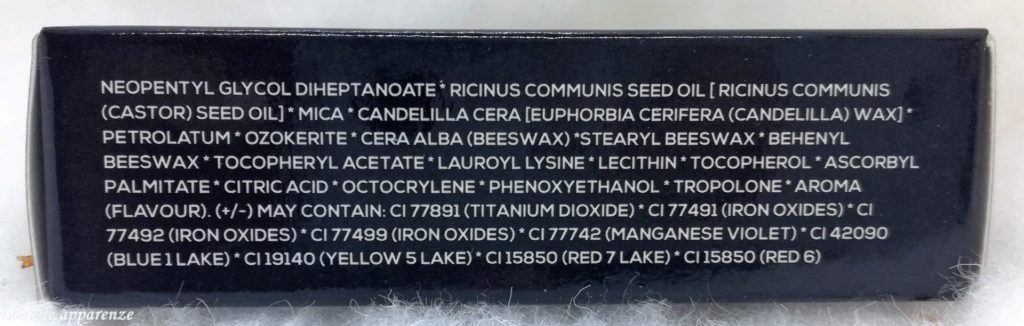 NEOPENTYL GLYCOL DIHEPTANOATE * RICINUS COMMUNIS SEED OIL [ RICINUS COMMUNIS
(CASTOR) SEED OIL] * MICA * CANDELILLA CERA [EUPHORBIA CERIFERA (CANDELILLA) WAX] *
PETROLATUM * OZOKERITE * CERA ALBA (BEESWAX) *STEARYL BEESWAX * BEHENYL
BEESWAX * TOCOPHERYL ACETATE * LAUROYL LYSINE * LECITHIN * TOCOPHEROL * ASCORBYL
PALMITATE * CITRIC ACID * OCTOCRYLENE * PHENOXYETHANOL * TROPOLONE * AROMA
(FLAVOUR). (+/-) MAY CONTAIN: CI 77891 (TITANIUM DIOXIDE) * CI 77491 (IRON OXIDES) * CI
77492 (IRON OXIDES) * CI 77499 (IRON OXIDES) * CI 77742 (MANGANESE VIOLET) * CI 42090
(BLUE 1 LAKE) * CI 19140 (YELLOW 5 LAKE) * CI 15850 (RED 7 LAKE) * CI 15850 (RED 6)
le apparenze